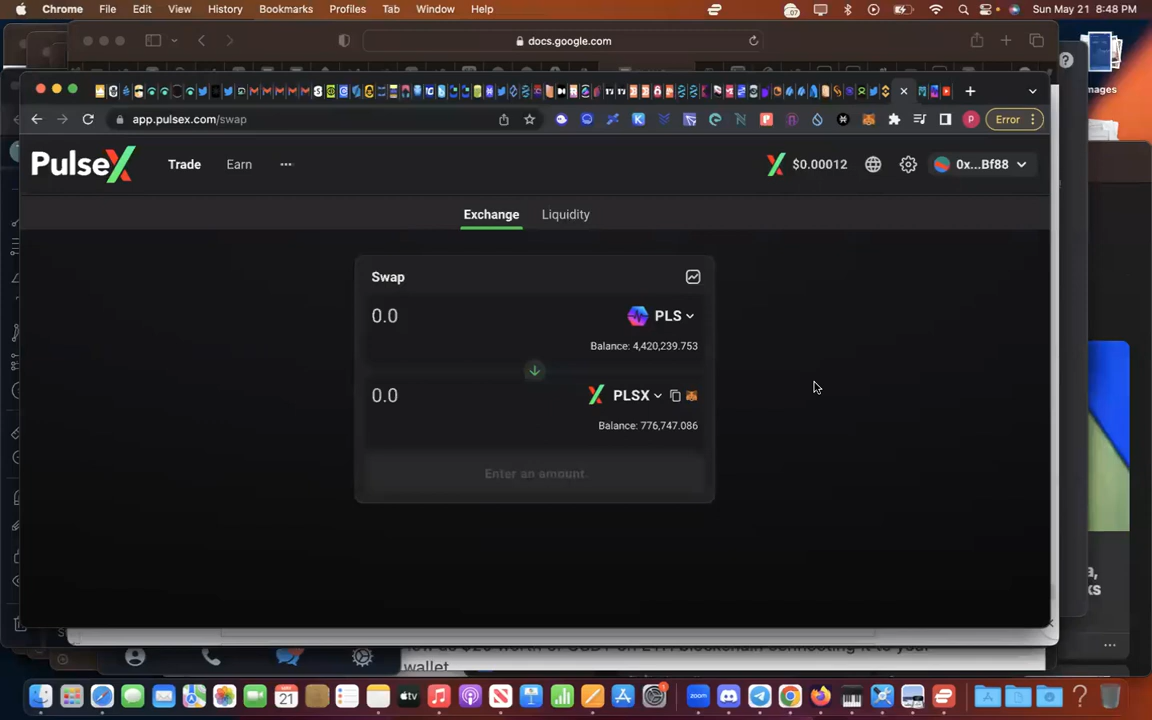 Chrome File Edit View History Bookmarks Profiles Tab Window Help Sun May 21 8:48 PM
docs.google.com
app.pulsex.com/swap
Error
PulseX Trade Earn $0.00012 0x...Bf88
Exchange Liquidity
Swap
0.0 PLS
Balance: 4,420,239.753
0.0 PLSX
Balance: 776,747.086
Enter an amount.
wallet